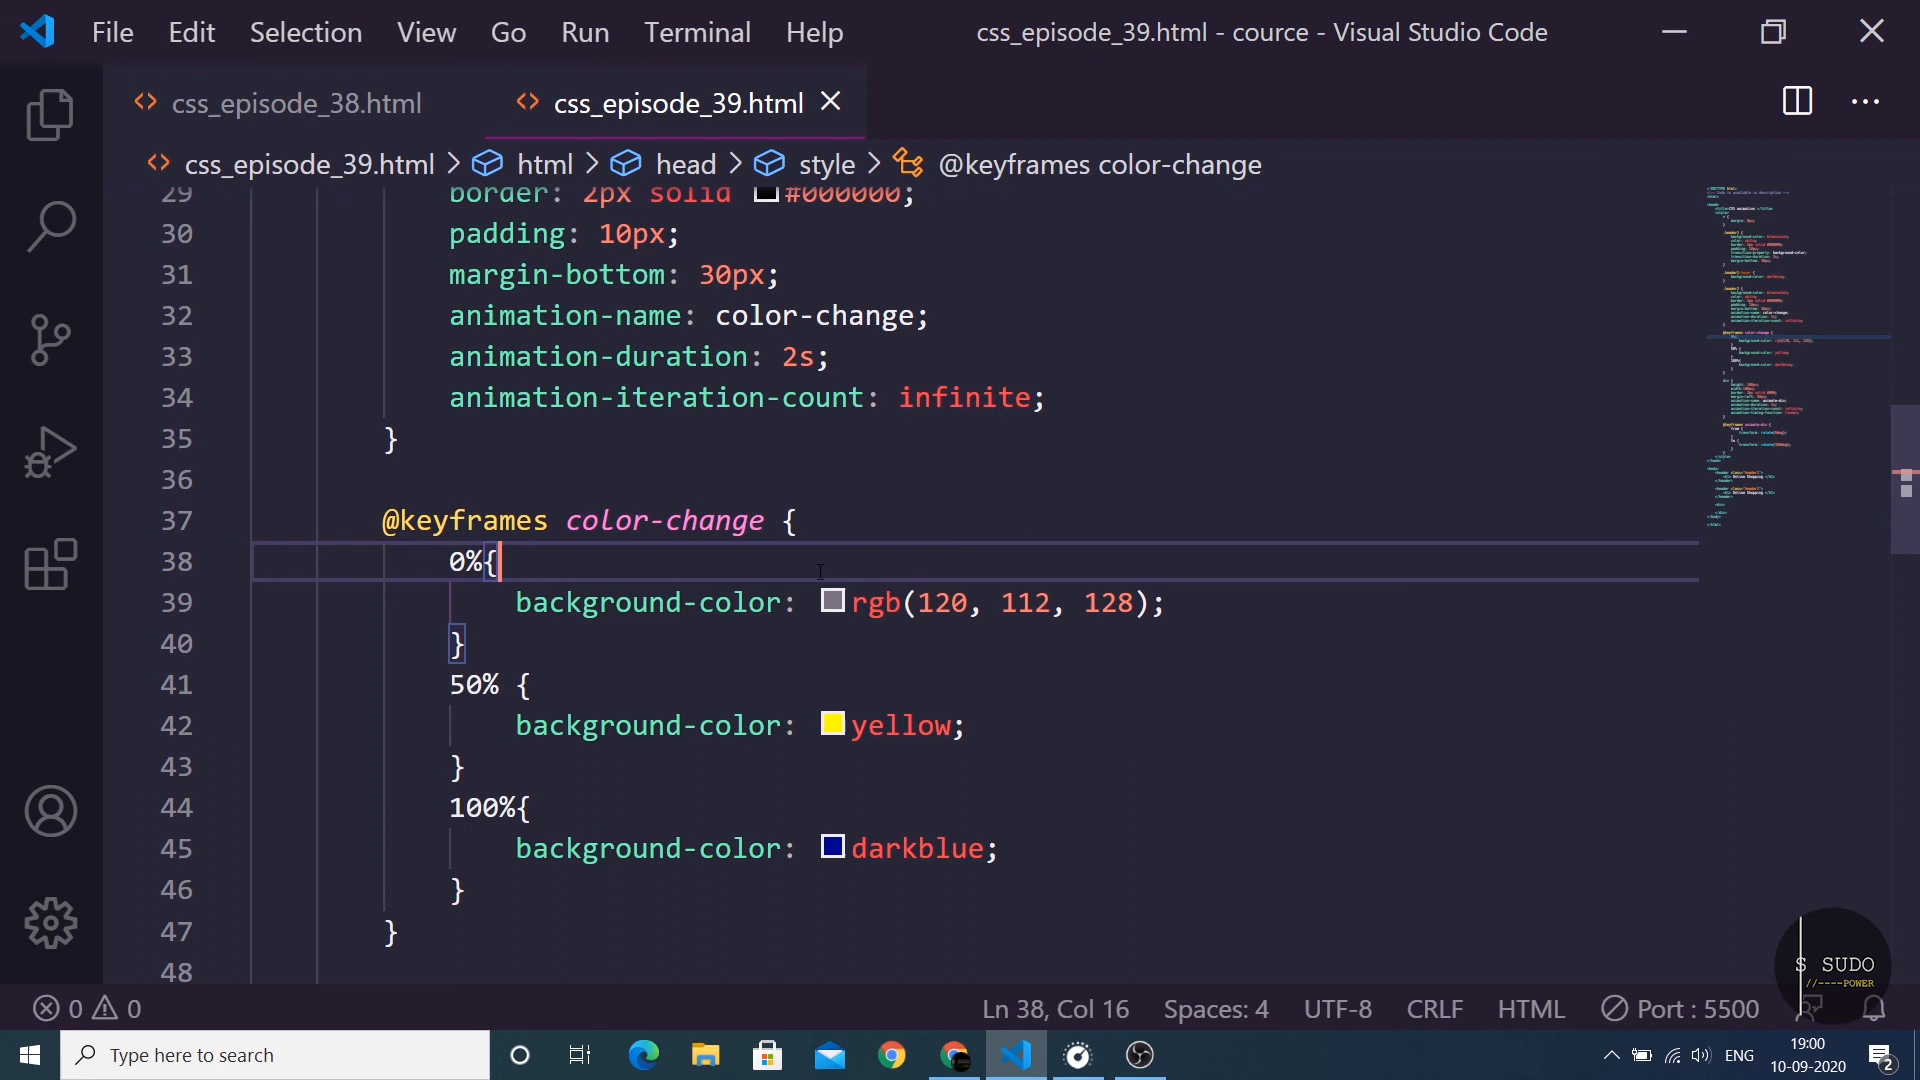 File Edit Selection View Go Run Terminal Help css_episode_39.html - cource - Visual Studio Code
css_episode_38.html css_episode_39.html
css_episode_39.html > html > head > style > @keyframes color-change
29 border: 2px solid #000000;
30 padding: 10px;
31 margin-bottom: 30px;
32 animation-name: color-change;
33 animation-duration: 2s;
34 animation-iteration-count: infinite;
35 }
36
37 @keyframes color-change {
38 0%{
39 background-color: rgb(120, 112, 128);
40 }
41 50% {
42 background-color: yellow;
43 }
44 100%{
45 background-color: darkblue;
46 }
47 }
48
S SUDO
//----POWER
0 0 Ln 38, Col 16 Spaces: 4 UTF-8 CRLF HTML Port : 5500
Type here to search
ENG
19:00
10-09-2020
2